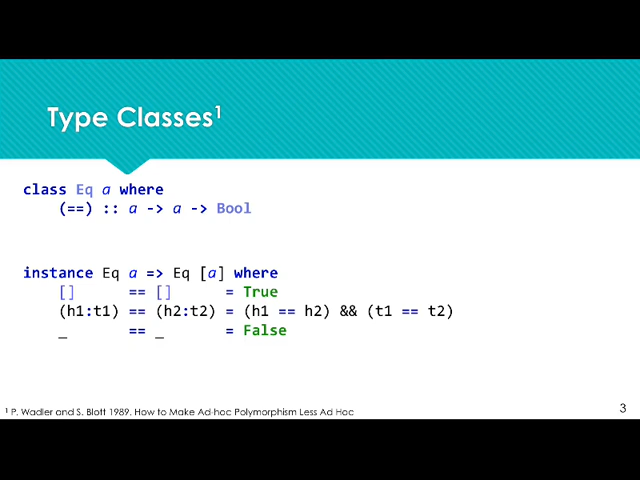 Type Classes¹
class Eq a where
    (==) :: a -> a -> Bool
instance Eq a => Eq [a] where
    []      == []      = True
    (h1:t1) == (h2:t2) = (h1 == h2) && (t1 == t2)
    _       == _       = False
¹ P. Wadler and S. Blott 1989. How to Make Ad-hoc Polymorphism Less Ad Hoc
3